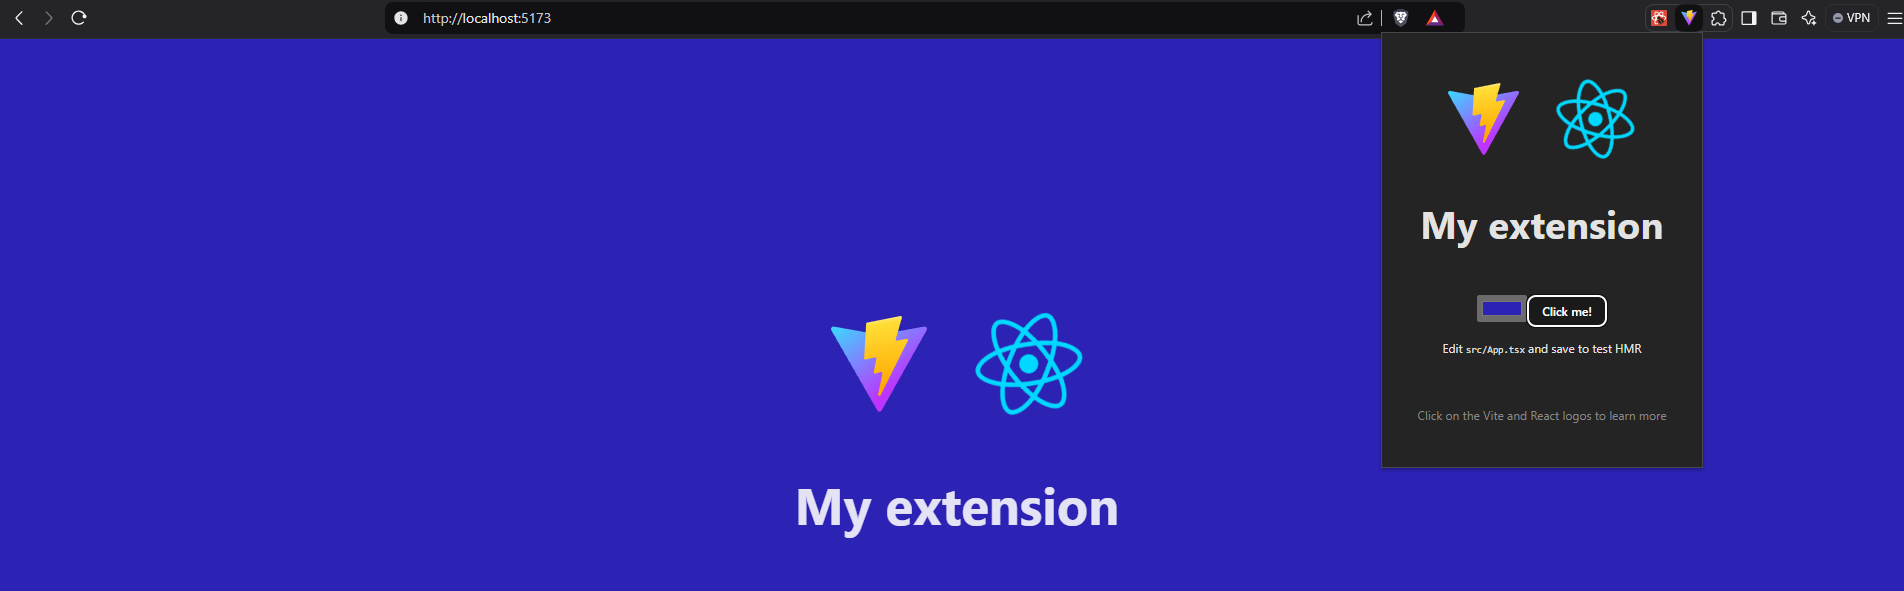 http://localhost:5173
VPN
My extension
Click me!
Edit src/App.tsx and save to test HMR
Click on the Vite and React logos to learn more
My extension